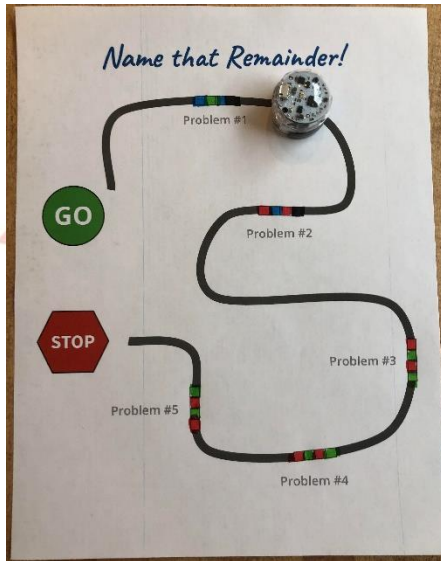 Name that Remainder!
Problem #1
GO
Problem #2
STOP
Problem #3
Problem #5
Problem #4